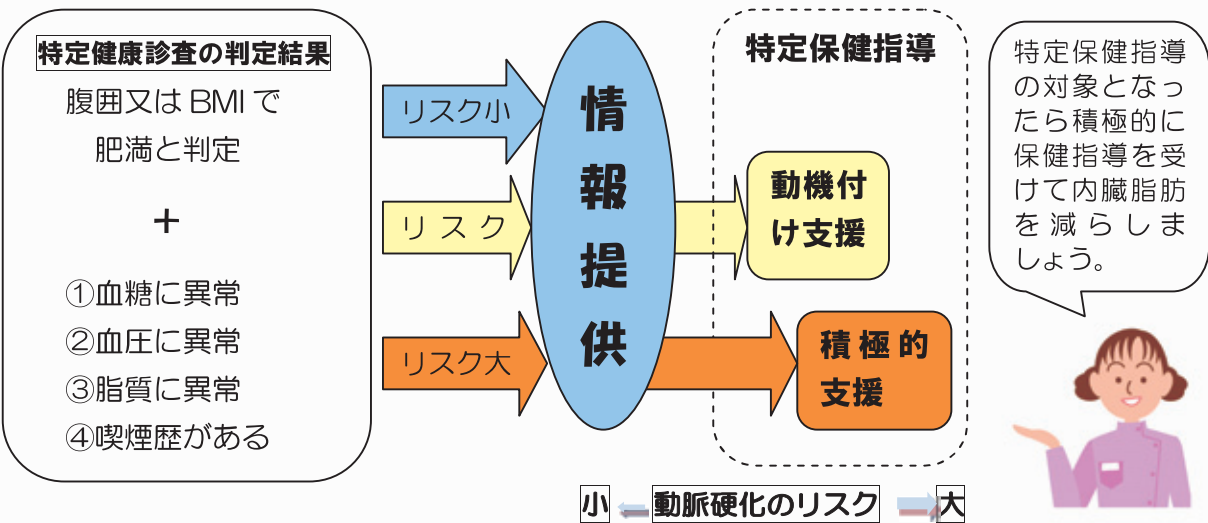 特定健康診査の判定結果
腹囲又は BMI で
肥満と判定
+
①血糖に異常
②血圧に異常
③脂質に異常
④喫煙歴がある
リスク小
リスク
リスク大
情報提供
特定保健指導
動機付
け支援
積極的
支援
特定保健指導
の対象となっ
たら積極的に
保健指導を受
けて内臓脂肪
を減らしま
しょう。
小 動脈硬化のリスク 大